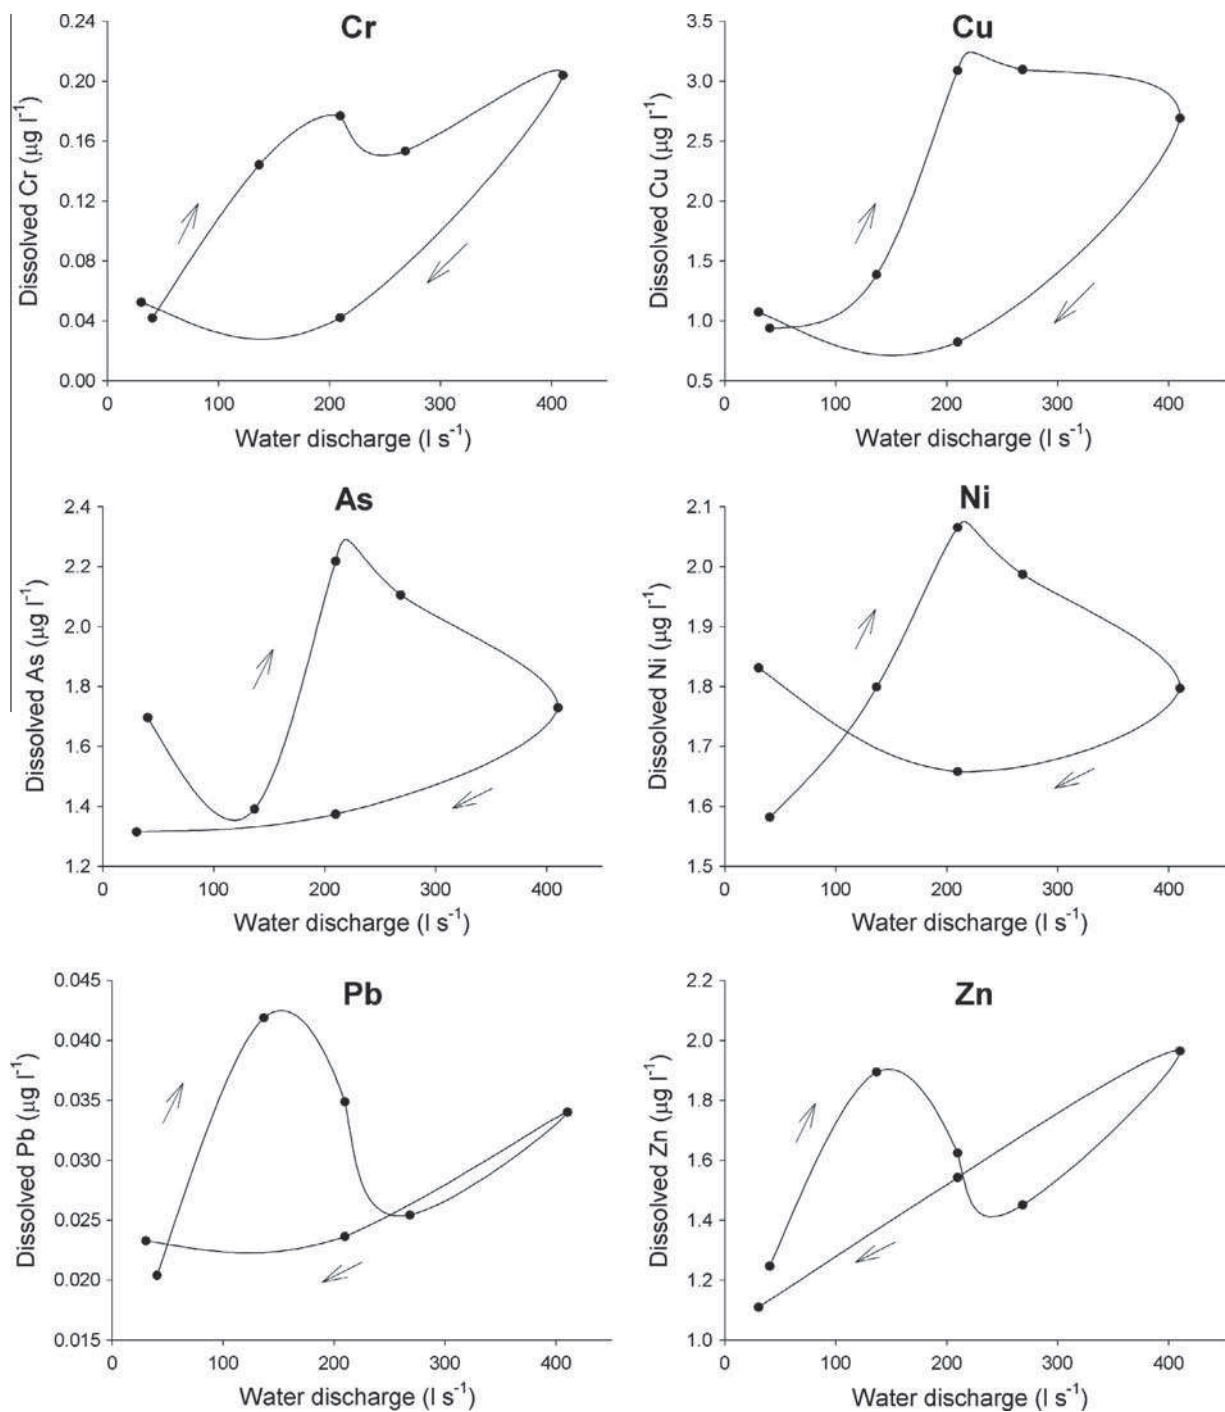 Cr
Dissolved Cr (µg l⁻¹)
0.24
0.20
0.16
0.12
0.08
0.04
0.00
0 100 200 300 400
Water discharge (l s⁻¹)
Cu
Dissolved Cu (µg l⁻¹)
3.5
3.0
2.5
2.0
1.5
1.0
0.5
0 100 200 300 400
Water discharge (l s⁻¹)
As
Dissolved As (µg l⁻¹)
2.4
2.2
2.0
1.8
1.6
1.4
1.2
0 100 200 300 400
Water discharge (l s⁻¹)
Ni
Dissolved Ni (µg l⁻¹)
2.1
2.0
1.9
1.8
1.7
1.6
1.5
0 100 200 300 400
Water discharge (l s⁻¹)
Pb
Dissolved Pb (µg l⁻¹)
0.045
0.040
0.035
0.030
0.025
0.020
0.015
0 100 200 300 400
Water discharge (l s⁻¹)
Zn
Dissolved Zn (µg l⁻¹)
2.2
2.0
1.8
1.6
1.4
1.2
1.0
0 100 200 300 400
Water discharge (l s⁻¹)